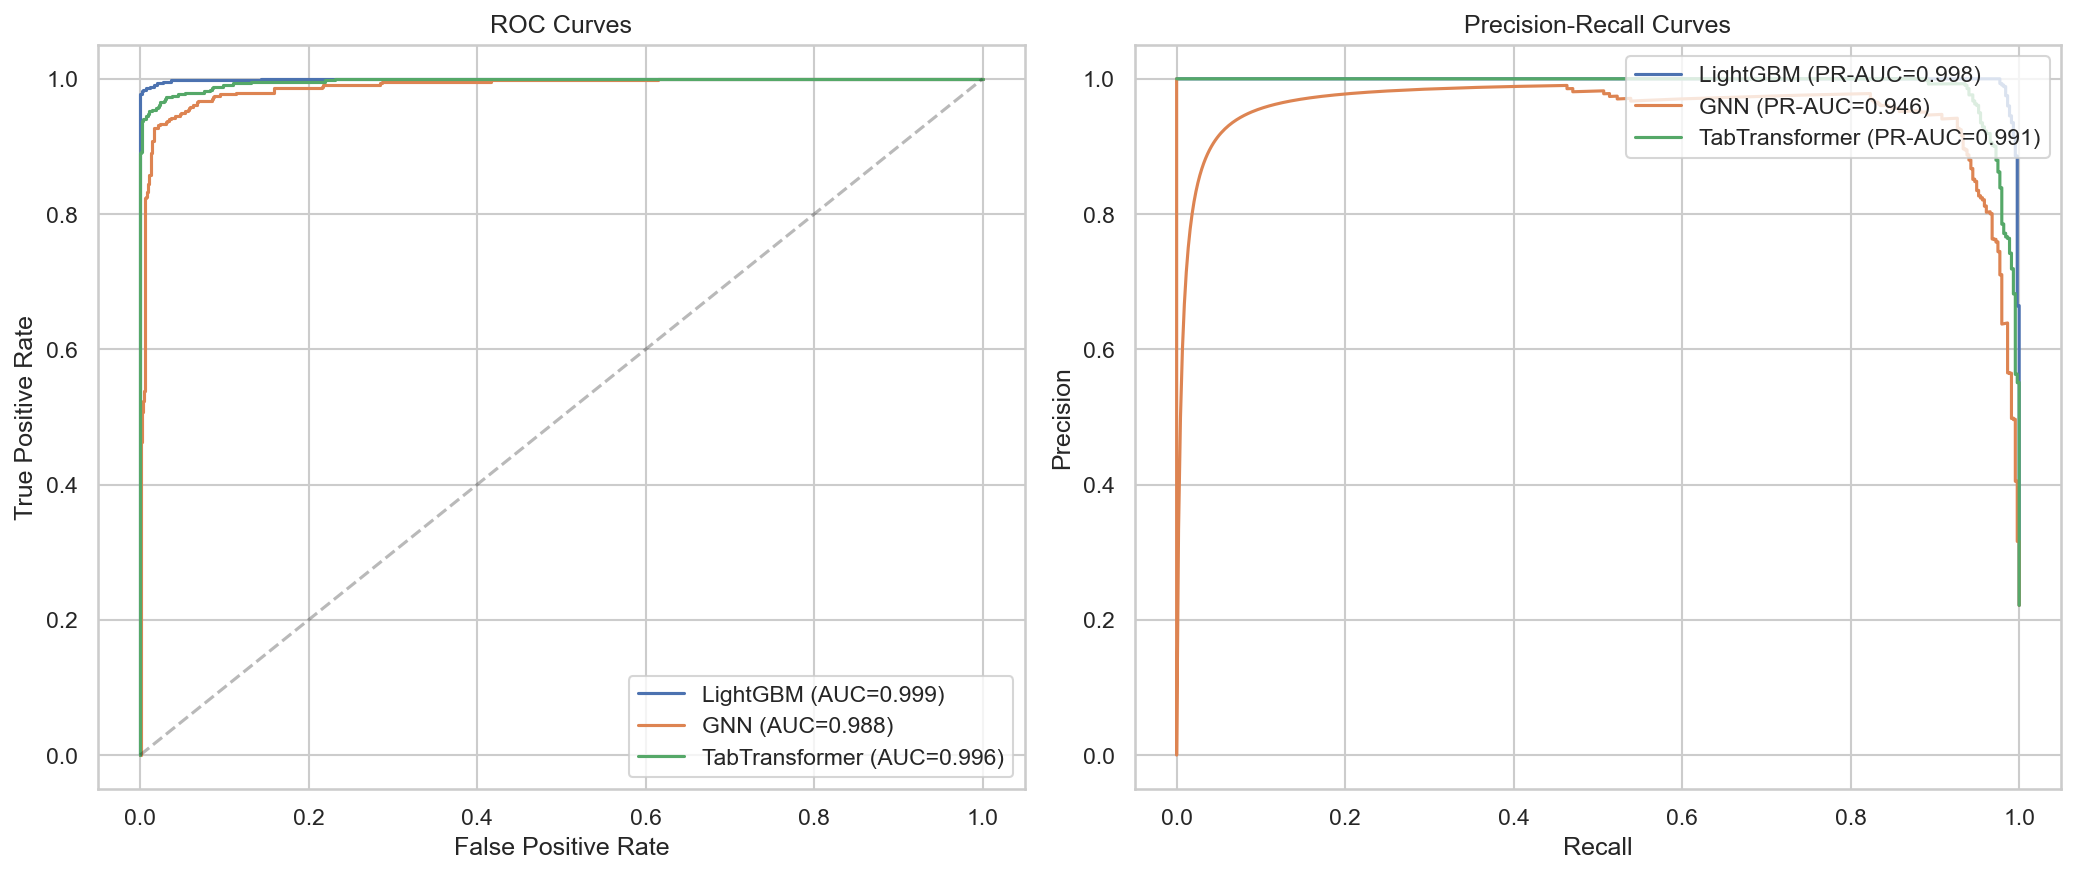 ROC Curves
1.0
0.8
0.6
0.4
0.2
0.0
True Positive Rate
0.0 0.2 0.4 0.6 0.8 1.0
False Positive Rate
LightGBM (AUC=0.999)
GNN (AUC=0.988)
TabTransformer (AUC=0.996)
Precision-Recall Curves
1.0
0.8
0.6
0.4
0.2
0.0
Precision
0.0 0.2 0.4 0.6 0.8 1.0
Recall
LightGBM (PR-AUC=0.998)
GNN (PR-AUC=0.946)
TabTransformer (PR-AUC=0.991)